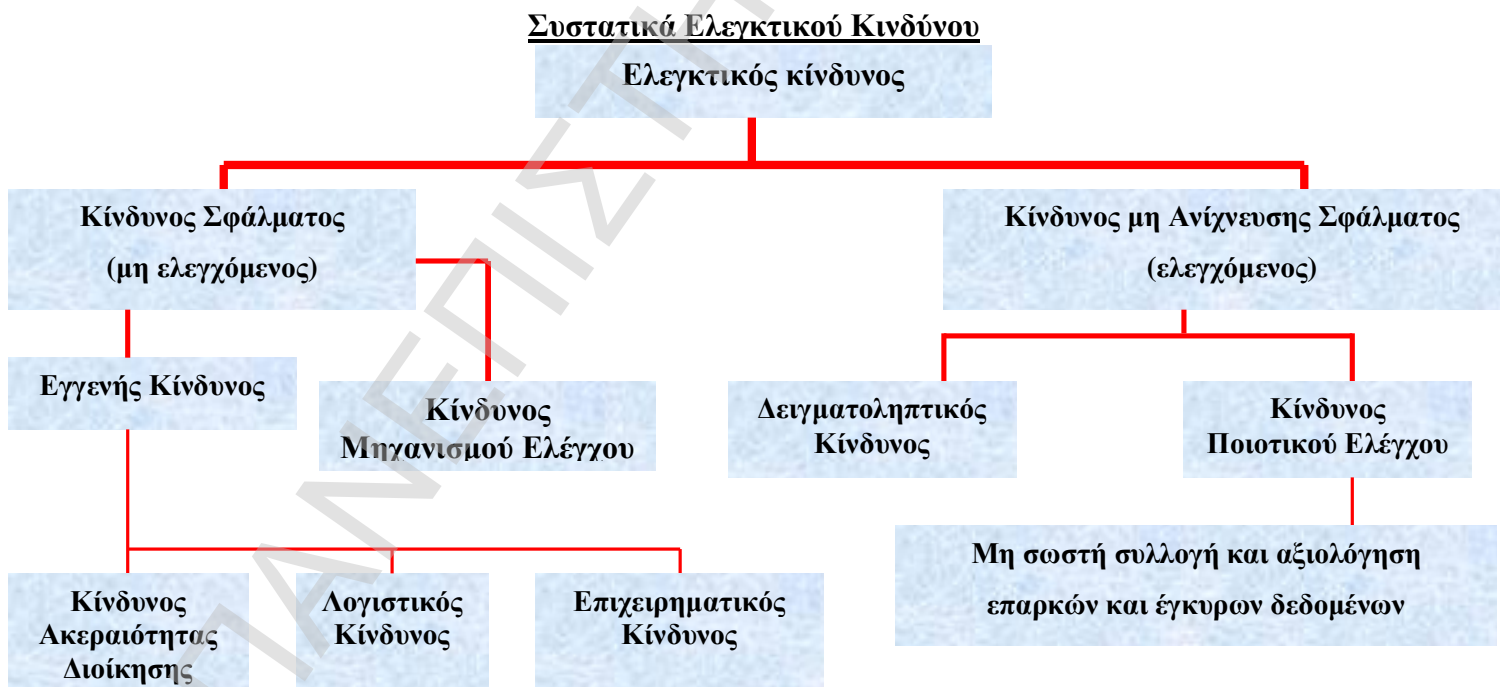 Συστατικά Ελεγκτικού Κινδύνου
Ελεγκτικός κίνδυνος
Κίνδυνος Σφάλματος
(μη ελεγχόμενος)
Κίνδυνος μη Ανίχνευσης Σφάλματος
(ελεγχόμενος)
Εγγενής Κίνδυνος
Κίνδυνος
Μηχανισμού Ελέγχου
Δειγματοληπτικός
Κίνδυνος
Κίνδυνος
Ποιοτικού Ελέγχου
Κίνδυνος
Ακεραιότητας
Διοίκησης
Λογιστικός
Κίνδυνος
Επιχειρηματικός
Κίνδυνος
Μη σωστή συλλογή και αξιολόγηση
επαρκών και έγκυρων δεδομένων
ΠΑΝΕΠΙΣΤΗ